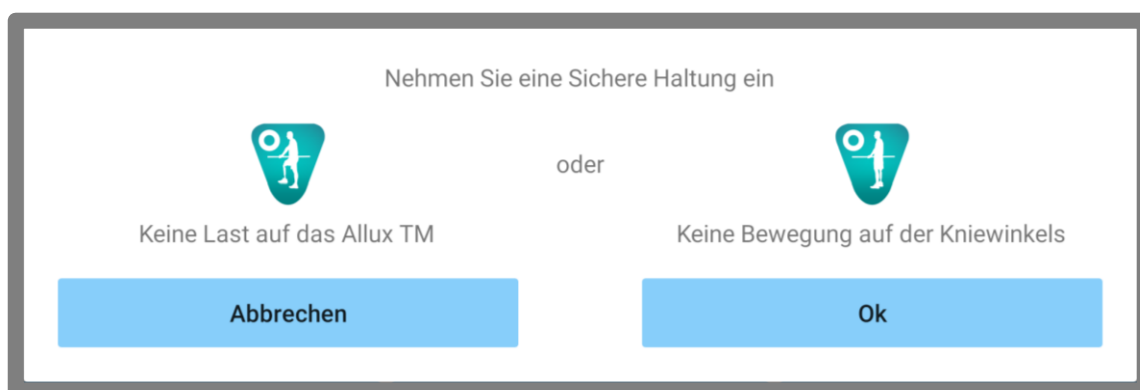 Nehmen Sie eine Sichere Haltung ein
oder
Keine Last auf das Allux TM
Keine Bewegung auf der Kniewinkels
Abbrechen
Ok